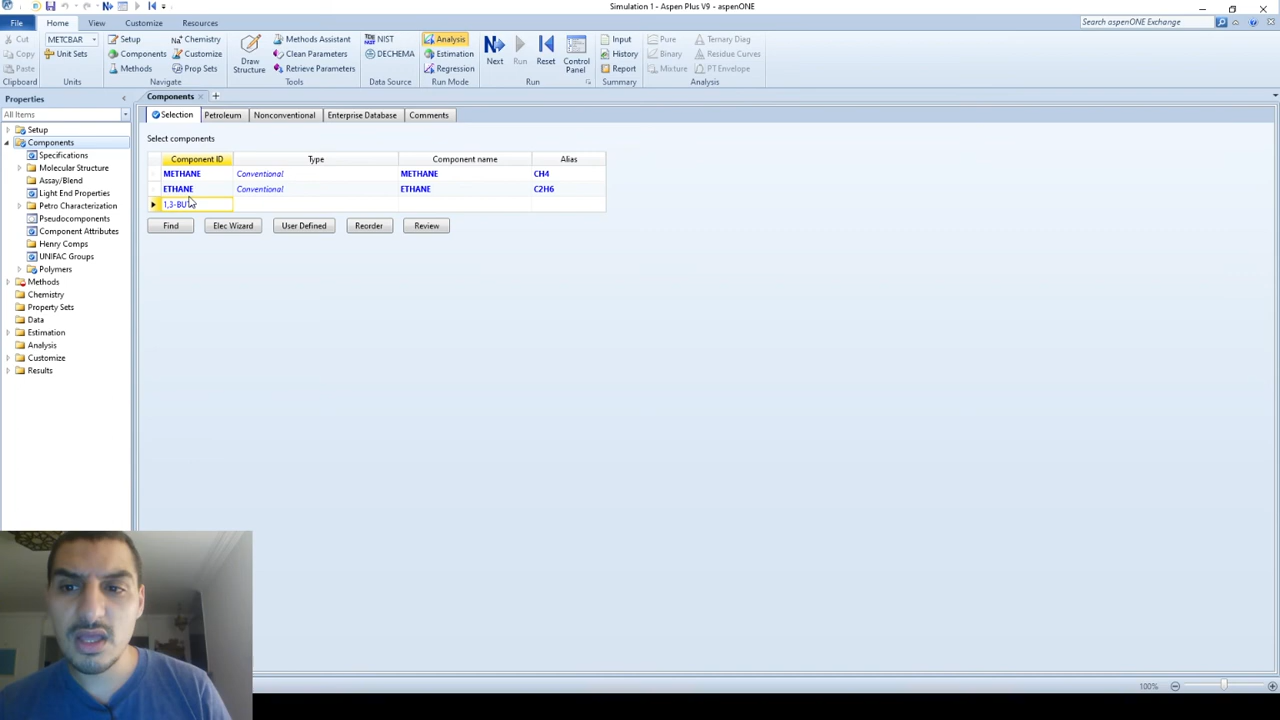 Simulation 1 - Aspen Plus V9 - aspenONE
File Home View Customize Resources
Search aspenONE Exchange
Cut METCBAR Setup Chemistry Methods Assistant NIST Analysis Input Pure Ternary Diag
Copy Unit Sets Components Customize Clean Parameters DECHEMA Estimation History Binary Residue Curves
Paste Methods Prop Sets Draw Structure Retrieve Parameters Regression Next Run Reset Control Panel Report Mixture PT Envelope
Clipboard Units Navigate Tools Data Source Run Mode Run Summary Analysis
Properties
All Items
Setup
Components
Specifications
Molecular Structure
Assay/Blend
Light End Properties
Petro Characterization
Pseudocomponents
Component Attributes
Henry Comps
UNIFAC Groups
Polymers
Methods
Chemistry
Property Sets
Data
Estimation
Analysis
Customize
Results
Components
Selection Petroleum Nonconventional Enterprise Database Comments
Select components
Component ID Type Component name Alias
METHANE Conventional METHANE CH4
ETHANE Conventional ETHANE C2H6
Find Elec Wizard User Defined Reorder Review
100%